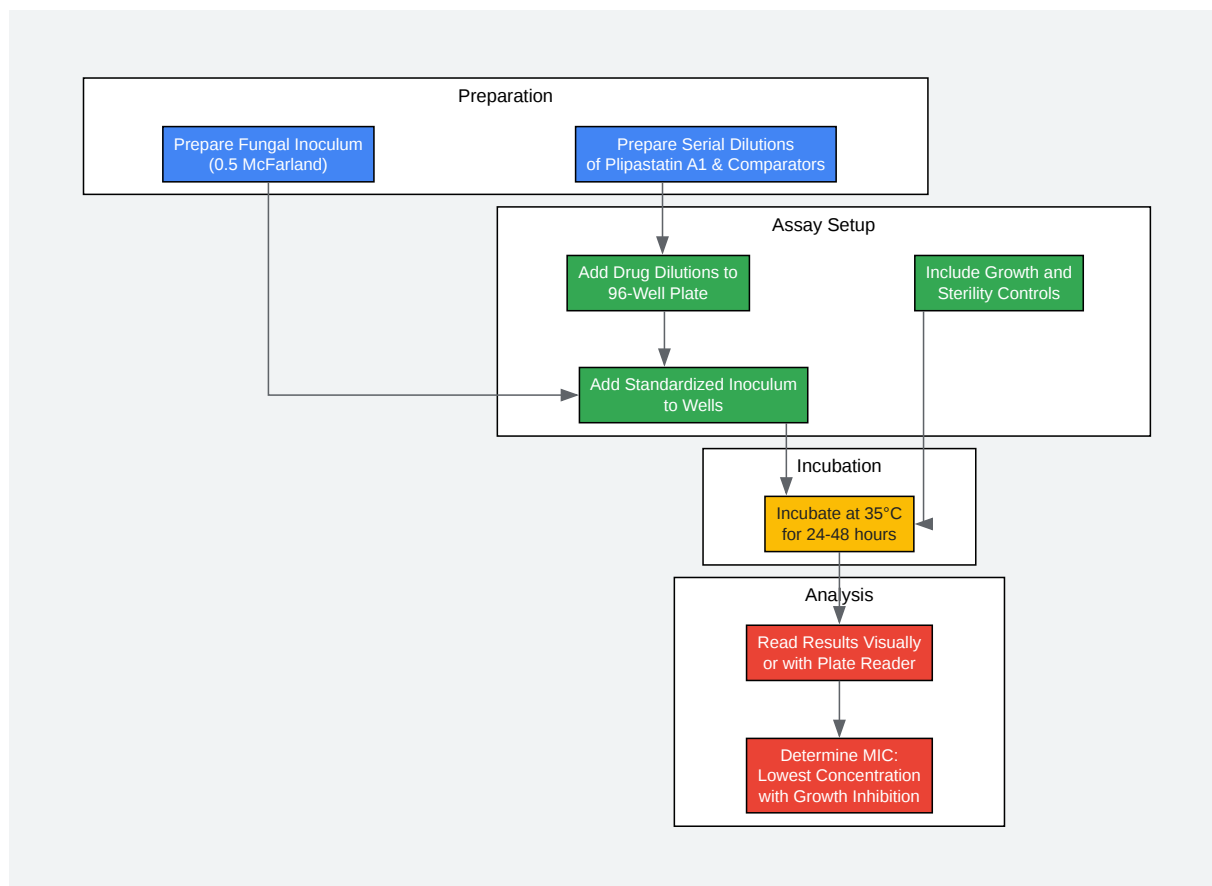 Preparation
Prepare Fungal Inoculum
(0.5 McFarland)
Prepare Serial Dilutions
of Plipastatin A1 & Comparators
Assay Setup
Add Drug Dilutions to
96-Well Plate
Include Growth and
Sterility Controls
Add Standardized Inoculum
to Wells
Incubation
Incubate at 35°C
for 24-48 hours
Analysis
Read Results Visually
or with Plate Reader
Determine MIC:
Lowest Concentration
with Growth Inhibition